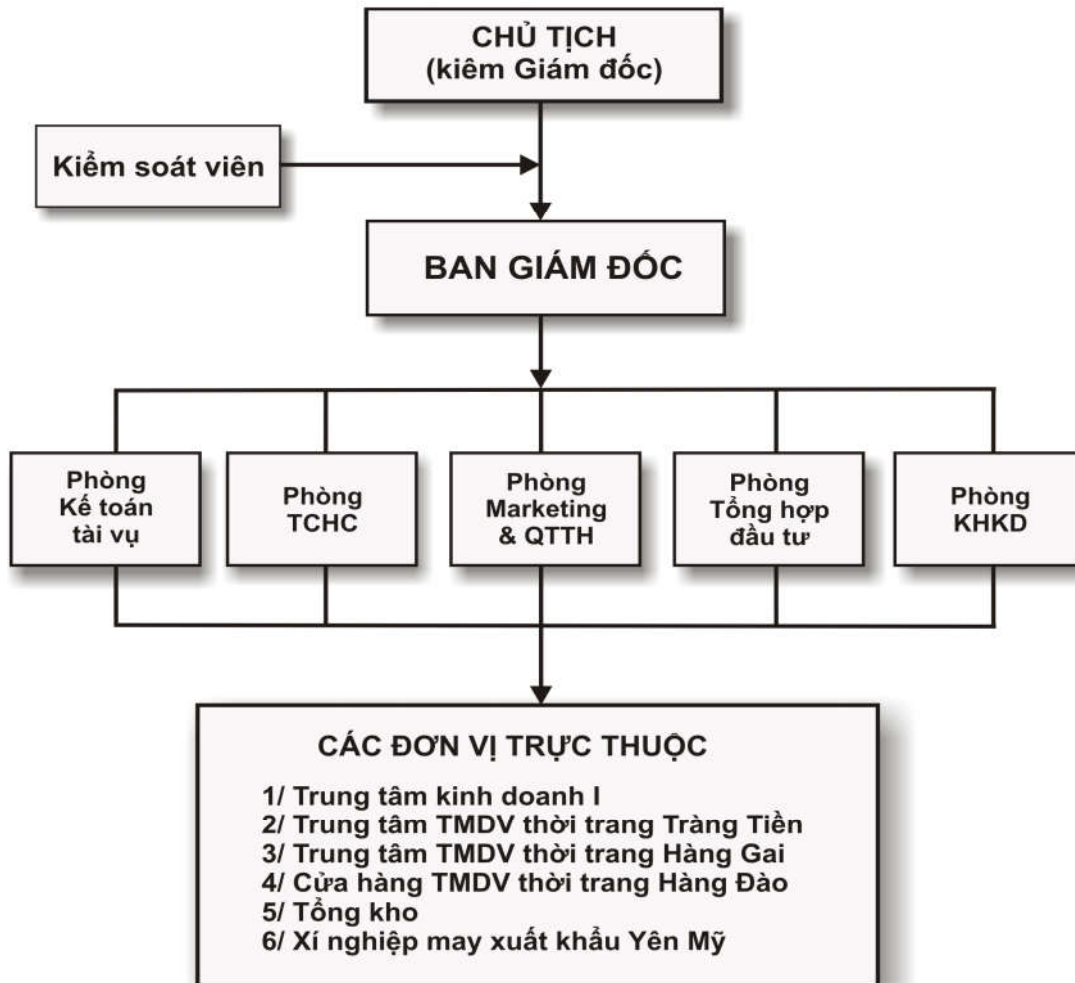 CHỦ TỊCH
(kiêm Giám đốc)
Kiểm soát viên
BAN GIÁM ĐỐC
Phòng
Kế toán
tài vụ
Phòng
TCHC
Phòng
Marketing
& QTTH
Phòng
Tổng hợp
đầu tư
Phòng
KHKD
CÁC ĐƠN VỊ TRỰC THUỘC
1/ Trung tâm kinh doanh I
2/ Trung tâm TMDV thời trang Tràng Tiền
3/ Trung tâm TMDV thời trang Hàng Gai
4/ Cửa hàng TMDV thời trang Hàng Đào
5/ Tổng kho
6/ Xí nghiệp may xuất khẩu Yên Mỹ